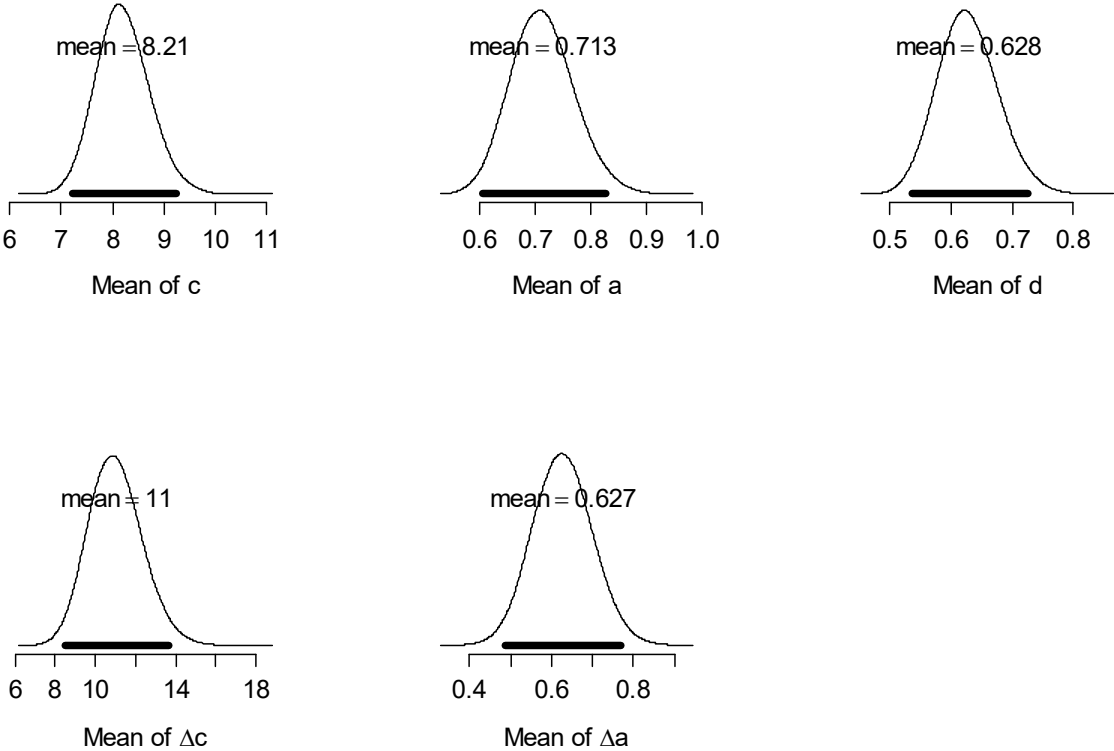 mean = 8.21
6 7 8 9 10 11
Mean of c
mean = 0.713
0.6 0.7 0.8 0.9 1.0
Mean of a
mean = 0.628
0.5 0.6 0.7 0.8
Mean of d
mean = 11
6 8 10 14 18
Mean of Δc
mean = 0.627
0.4 0.6 0.8
Mean of Δa